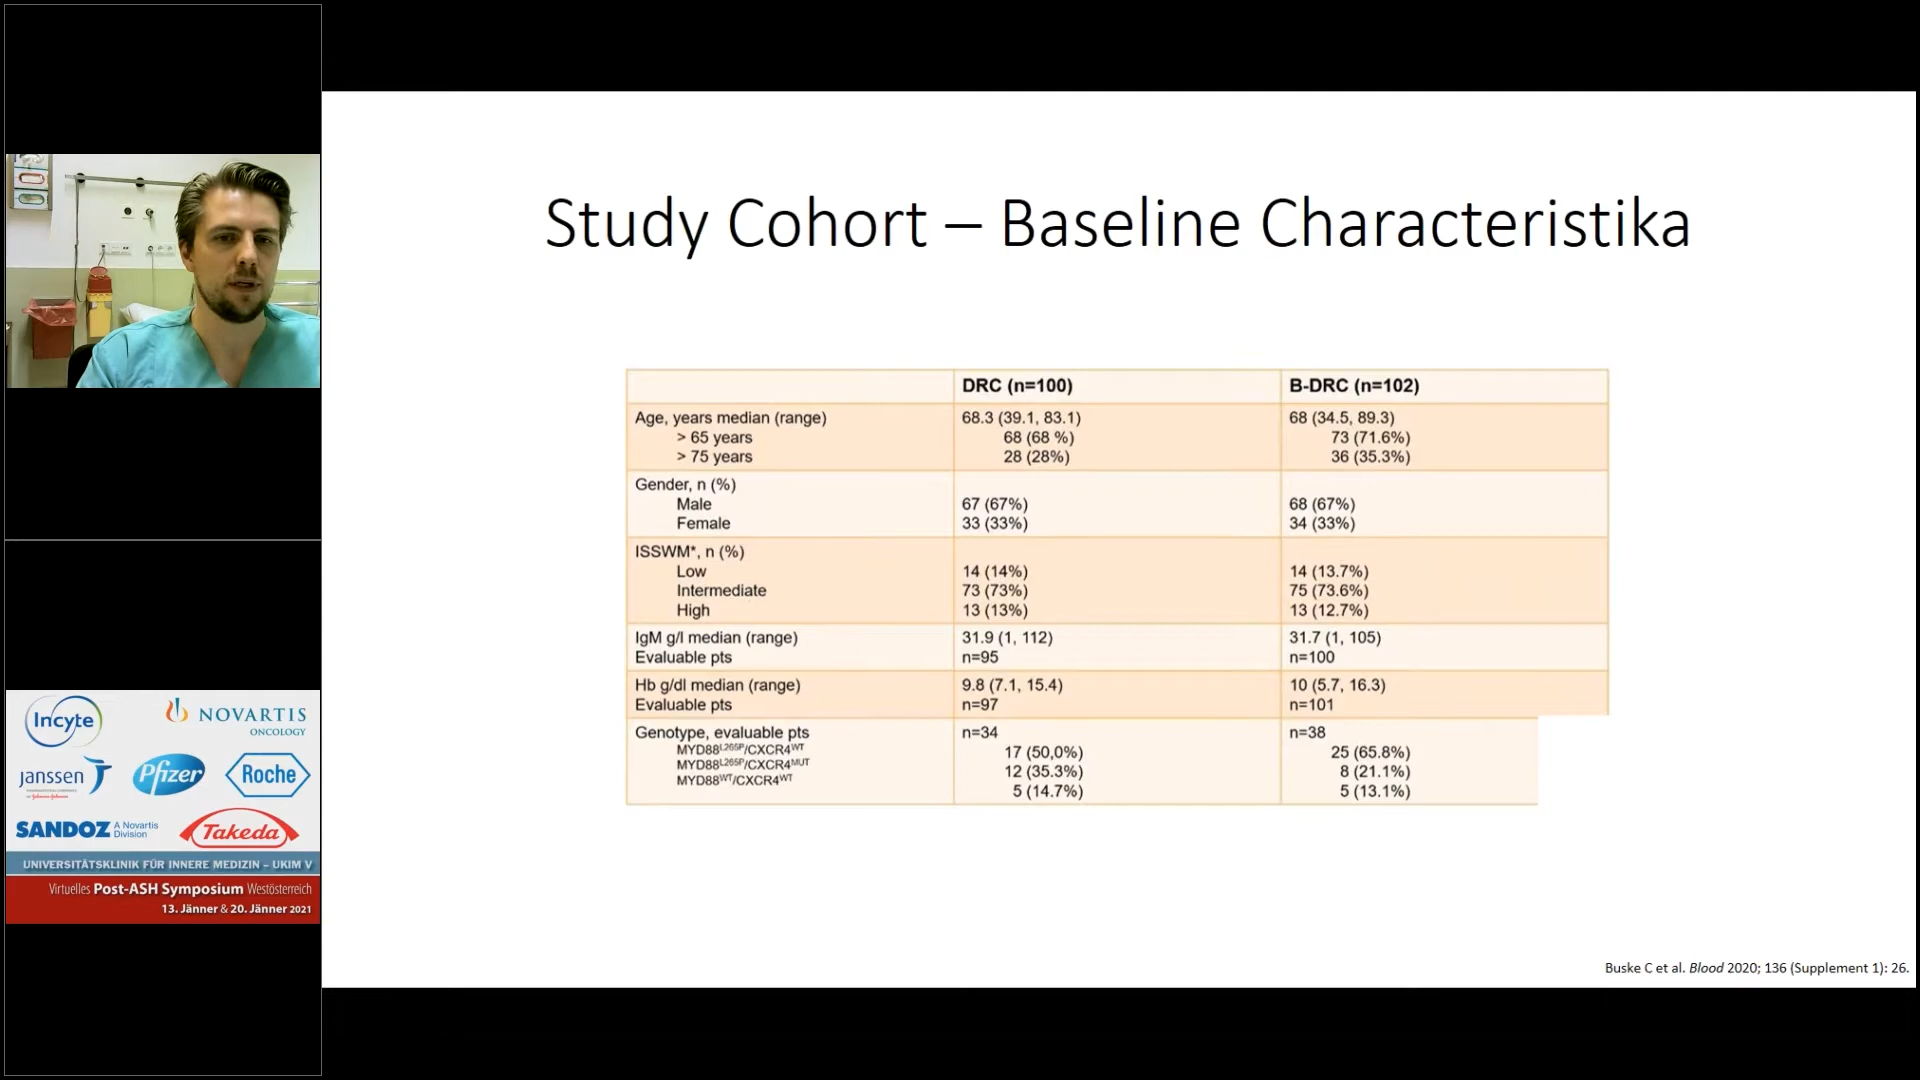 Study Cohort – Baseline Characteristika
DRC (n=100) B-DRC (n=102)
Age, years median (range) 68.3 (39.1, 83.1) 68 (34.5, 89.3)
> 65 years 68 (68 %) 73 (71.6%)
> 75 years 28 (28%) 36 (35.3%)
Gender, n (%)
Male 67 (67%) 68 (67%)
Female 33 (33%) 34 (33%)
ISSWM*, n (%)
Low 14 (14%) 14 (13.7%)
Intermediate 73 (73%) 75 (73.6%)
High 13 (13%) 13 (12.7%)
IgM g/l median (range) 31.9 (1, 112) 31.7 (1, 105)
Evaluable pts n=95 n=100
Hb g/dl median (range) 9.8 (7.1, 15.4) 10 (5.7, 16.3)
Evaluable pts n=97 n=101
Genotype, evaluable pts n=34 n=38
MYD88L265P/CXCR4WT 17 (50,0%) 25 (65.8%)
MYD88L265P/CXCR4MUT 12 (35.3%) 8 (21.1%)
MYD88WT/CXCR4WT 5 (14.7%) 5 (13.1%)
Buske C et al. Blood 2020; 136 (Supplement 1): 26.
Incyte
NOVARTIS
ONCOLOGY
janssen
Pfizer
Roche
SANDOZ A Novartis
Division
Takeda
UNIVERSITÄTSKLINIK FÜR INNERE MEDIZIN – UKIM V
Virtuelles Post-ASH Symposium Westösterreich
13. Jänner & 20. Jänner 2021